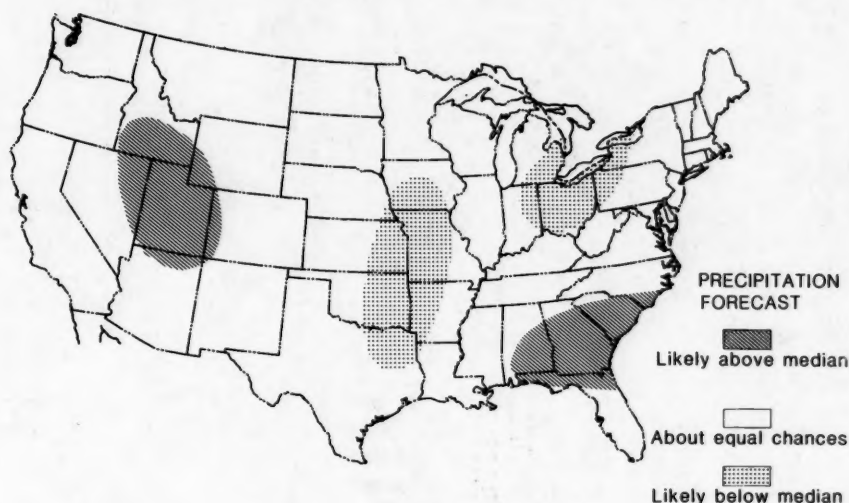 PRECIPITATION
FORECAST
Likely above median
About equal chances
Likely below median